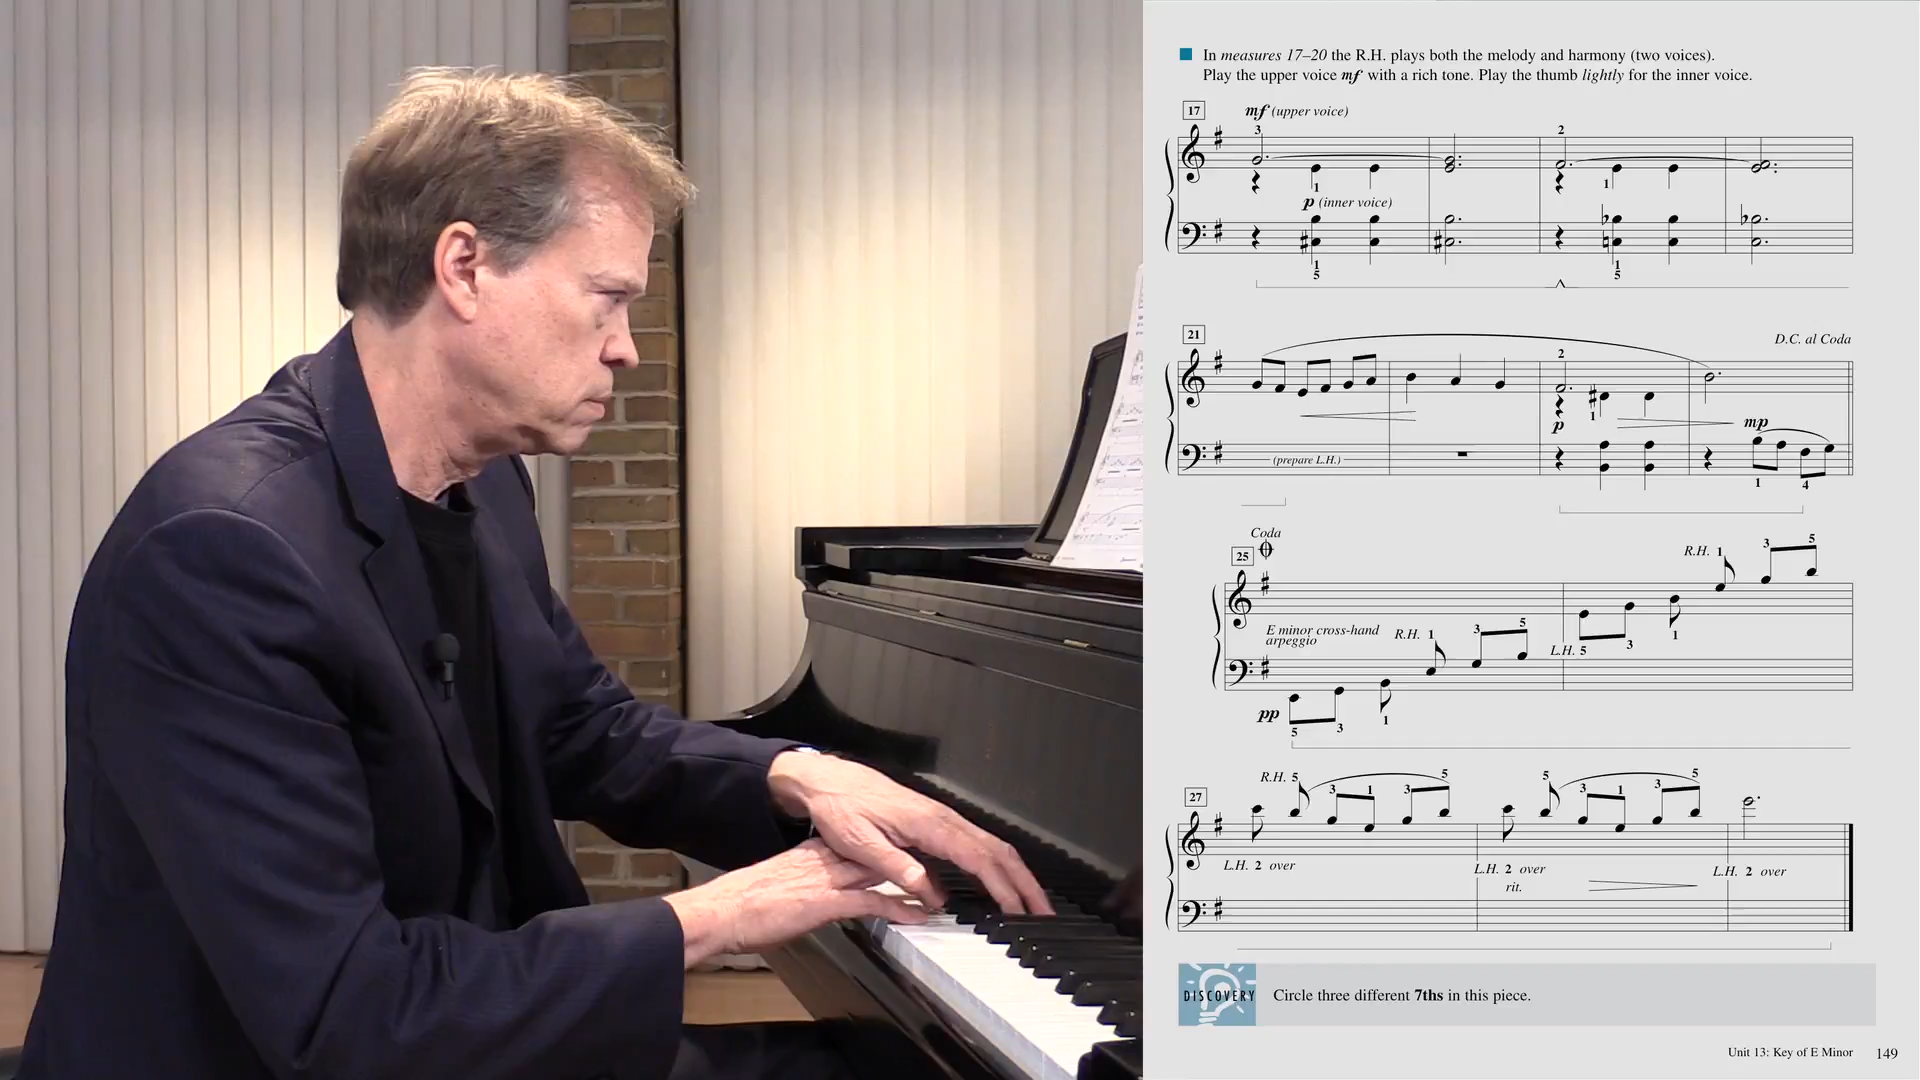 In measures 17–20 the R.H. plays both the melody and harmony (two voices).
Play the upper voice mf with a rich tone. Play the thumb lightly for the inner voice.
17
mf (upper voice)
3
2
1
1
p (inner voice)
1
5
1
5
21
D.C. al Coda
2
1
p
mp
(prepare L.H.)
1
4
Coda
25
R.H. 1 3 5
E minor cross-hand
arpeggio
R.H. 1 3 5
L.H. 5 3 1
pp
5 3 1
27
R.H. 5 3 1 3 5
5 3 1 3 5
L.H. 2 over
L.H. 2 over
L.H. 2 over
rit.
DISCOVERY
Circle three different 7ths in this piece.
Unit 13: Key of E Minor 149